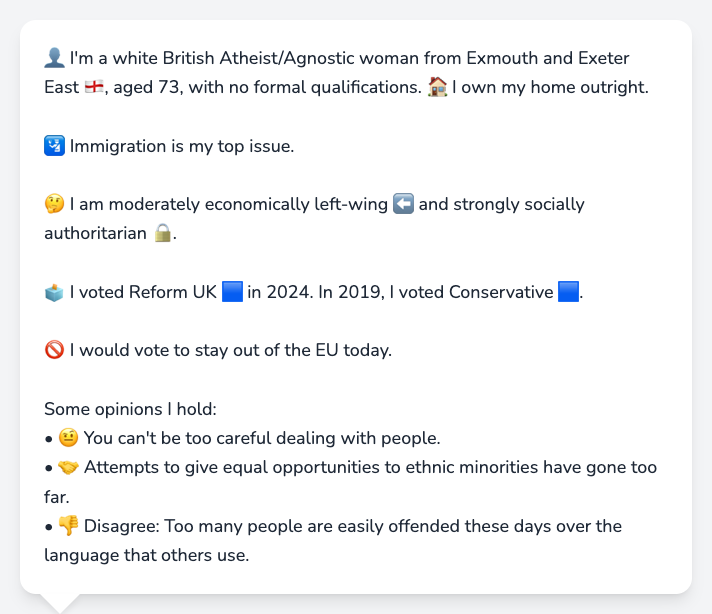 👤 I'm a white British Atheist/Agnostic woman from Exmouth and Exeter
East 🏴󠁧󠁢󠁥󠁮󠁧󠁿, aged 73, with no formal qualifications. 🏠 I own my home outright.
🛂 Immigration is my top issue.
🤔 I am moderately economically left-wing ⬅️ and strongly socially
authoritarian 🔒.
🗳️ I voted Reform UK 🟦 in 2024. In 2019, I voted Conservative 🟦.
🚫 I would vote to stay out of the EU today.
Some opinions I hold:
• 🤨 You can't be too careful dealing with people.
• 🤝 Attempts to give equal opportunities to ethnic minorities have gone too
far.
• 👎 Disagree: Too many people are easily offended these days over the
language that others use.